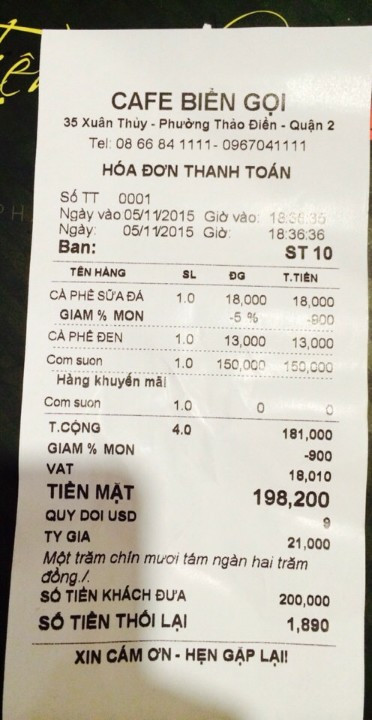 CAFE BIỂN GỌI
35 Xuân Thủy - Phường Thảo Điền - Quận 2
Tel: 08 66 84 1111- 0967041111
HÓA ĐƠN THANH TOÁN
Số TT 0001
Ngày vào: 05/11/2015 Giờ vào: 18:36:35
Ngày: 05/11/2015 Giờ: 18:36:36
Ban: ST 10
TÊN HÀNG SL ĐG T.TIỀN
CÀ PHÊ SỮA ĐÁ 1.0 18,000 18,000
GIAM % MON -5 % -900
CÀ PHÊ ĐEN 1.0 13,000 13,000
Com suon 1.0 150,000 150,000
Hàng khuyến mãi
Com suon 1.0 0 0
T.CỘNG 4.0 181,000
GIAM % MON -900
VAT 18,010
TIỀN MẶT 198,200
QUY DOI USD 9
TY GIA 21,000
Một trăm chín mươi tám ngàn hai trăm
đồng./.
SỐ TIỀN KHÁCH ĐƯA 200,000
SỐ TIỀN THỐI LẠI 1,890
XIN CÁM ƠN - HẸN GẶP LẠI!